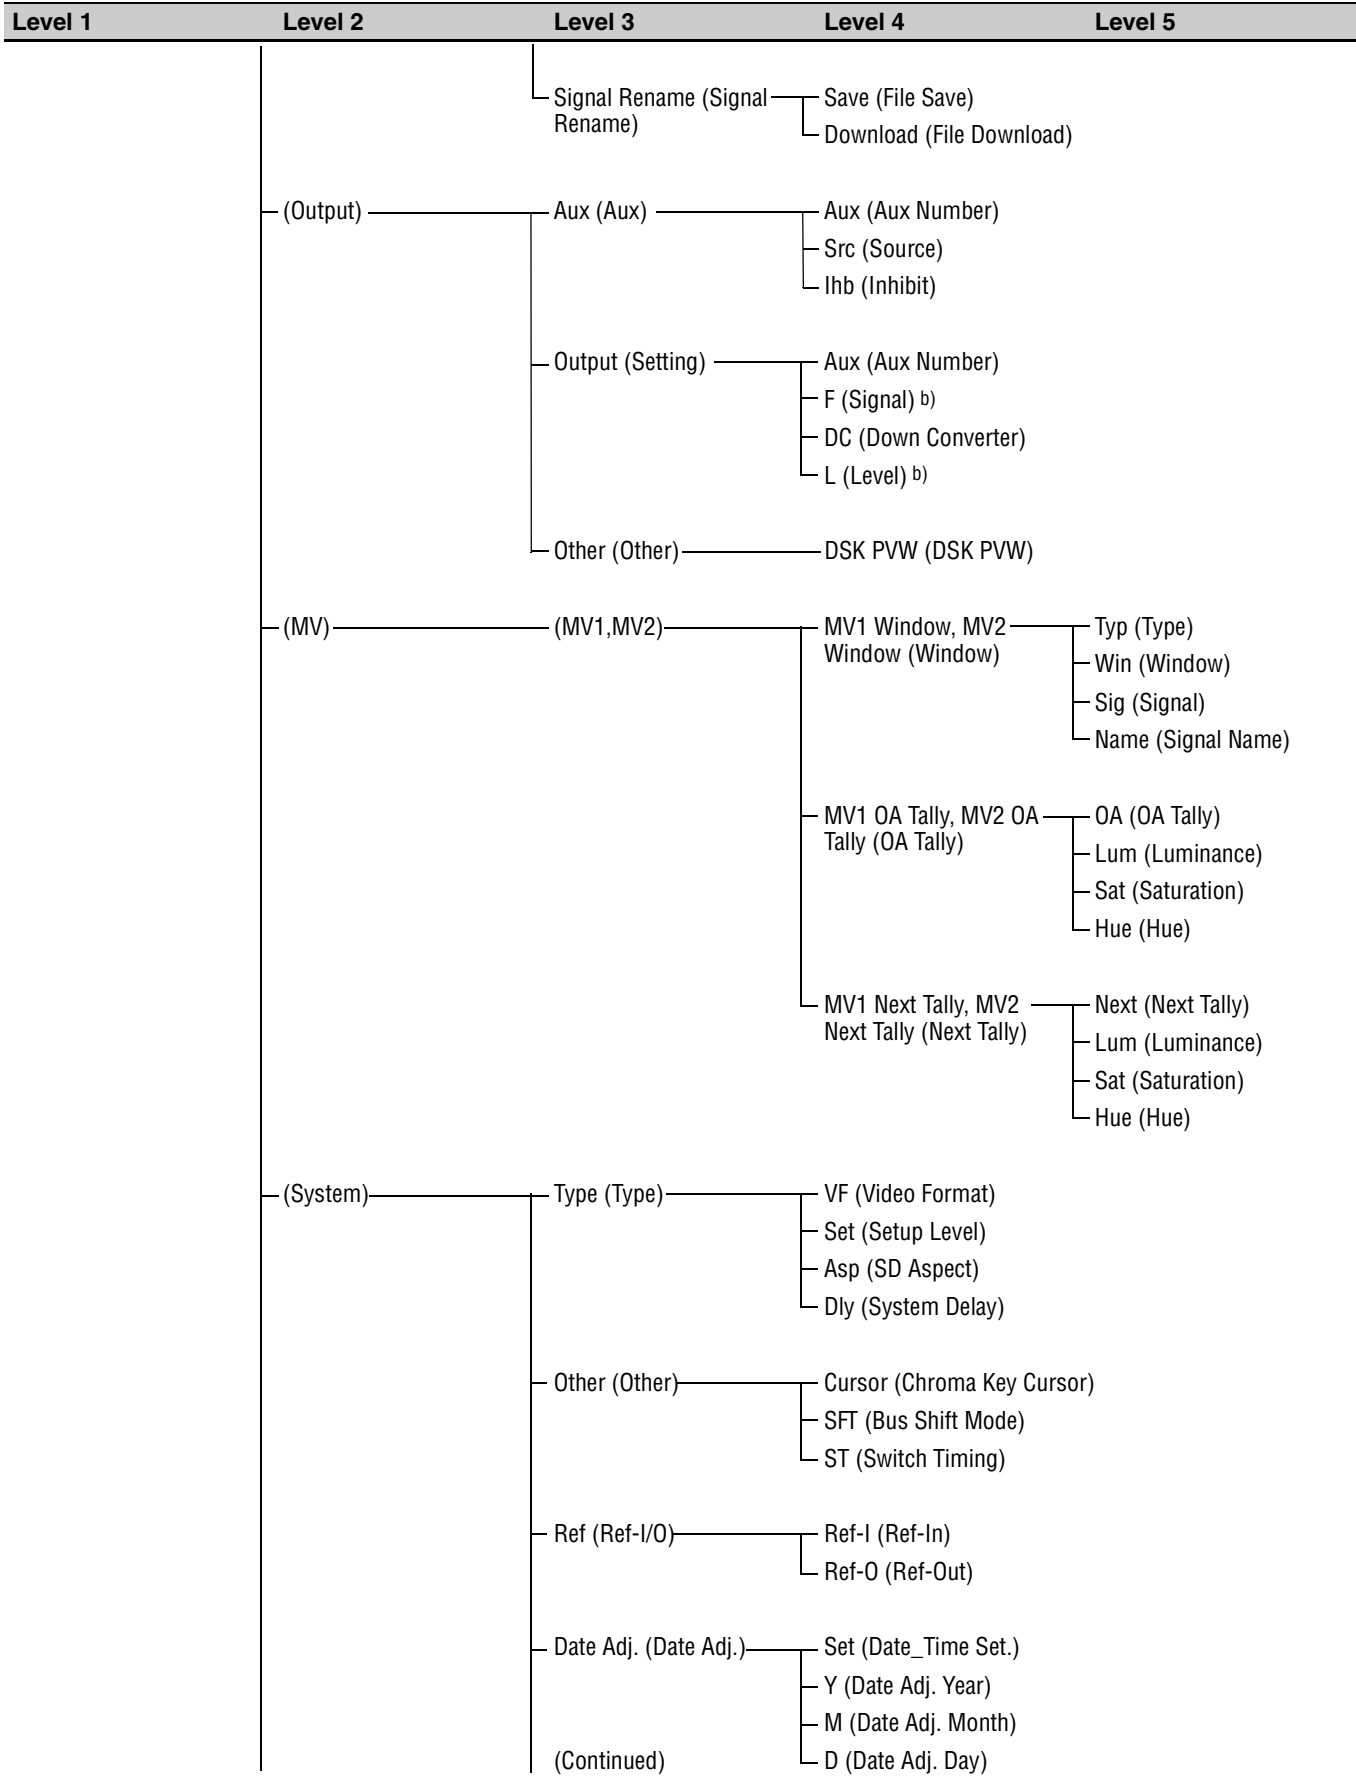 Level 1 Level 2 Level 3 Level 4 Level 5
Signal Rename (Signal Save (File Save)
Rename)
Download (File Download)
(Output) Aux (Aux) Aux (Aux Number)
Src (Source)
Ihb (Inhibit)
Output (Setting) Aux (Aux Number)
F (Signal) b)
DC (Down Converter)
L (Level) b)
Other (Other) DSK PVW (DSK PVW)
(MV) (MV1,MV2) MV1 Window, MV2 Typ (Type)
Window (Window)
Win (Window)
Sig (Signal)
Name (Signal Name)
MV1 OA Tally, MV2 OA OA (OA Tally)
Tally (OA Tally)
Lum (Luminance)
Sat (Saturation)
Hue (Hue)
MV1 Next Tally, MV2 Next (Next Tally)
Next Tally (Next Tally)
Lum (Luminance)
Sat (Saturation)
Hue (Hue)
(System) Type (Type) VF (Video Format)
Set (Setup Level)
Asp (SD Aspect)
Dly (System Delay)
Other (Other) Cursor (Chroma Key Cursor)
SFT (Bus Shift Mode)
ST (Switch Timing)
Ref (Ref-I/O) Ref-I (Ref-In)
Ref-O (Ref-Out)
Date Adj. (Date Adj.) Set (Date_Time Set.)
Y (Date Adj. Year)
M (Date Adj. Month)
(Continued) D (Date Adj. Day)